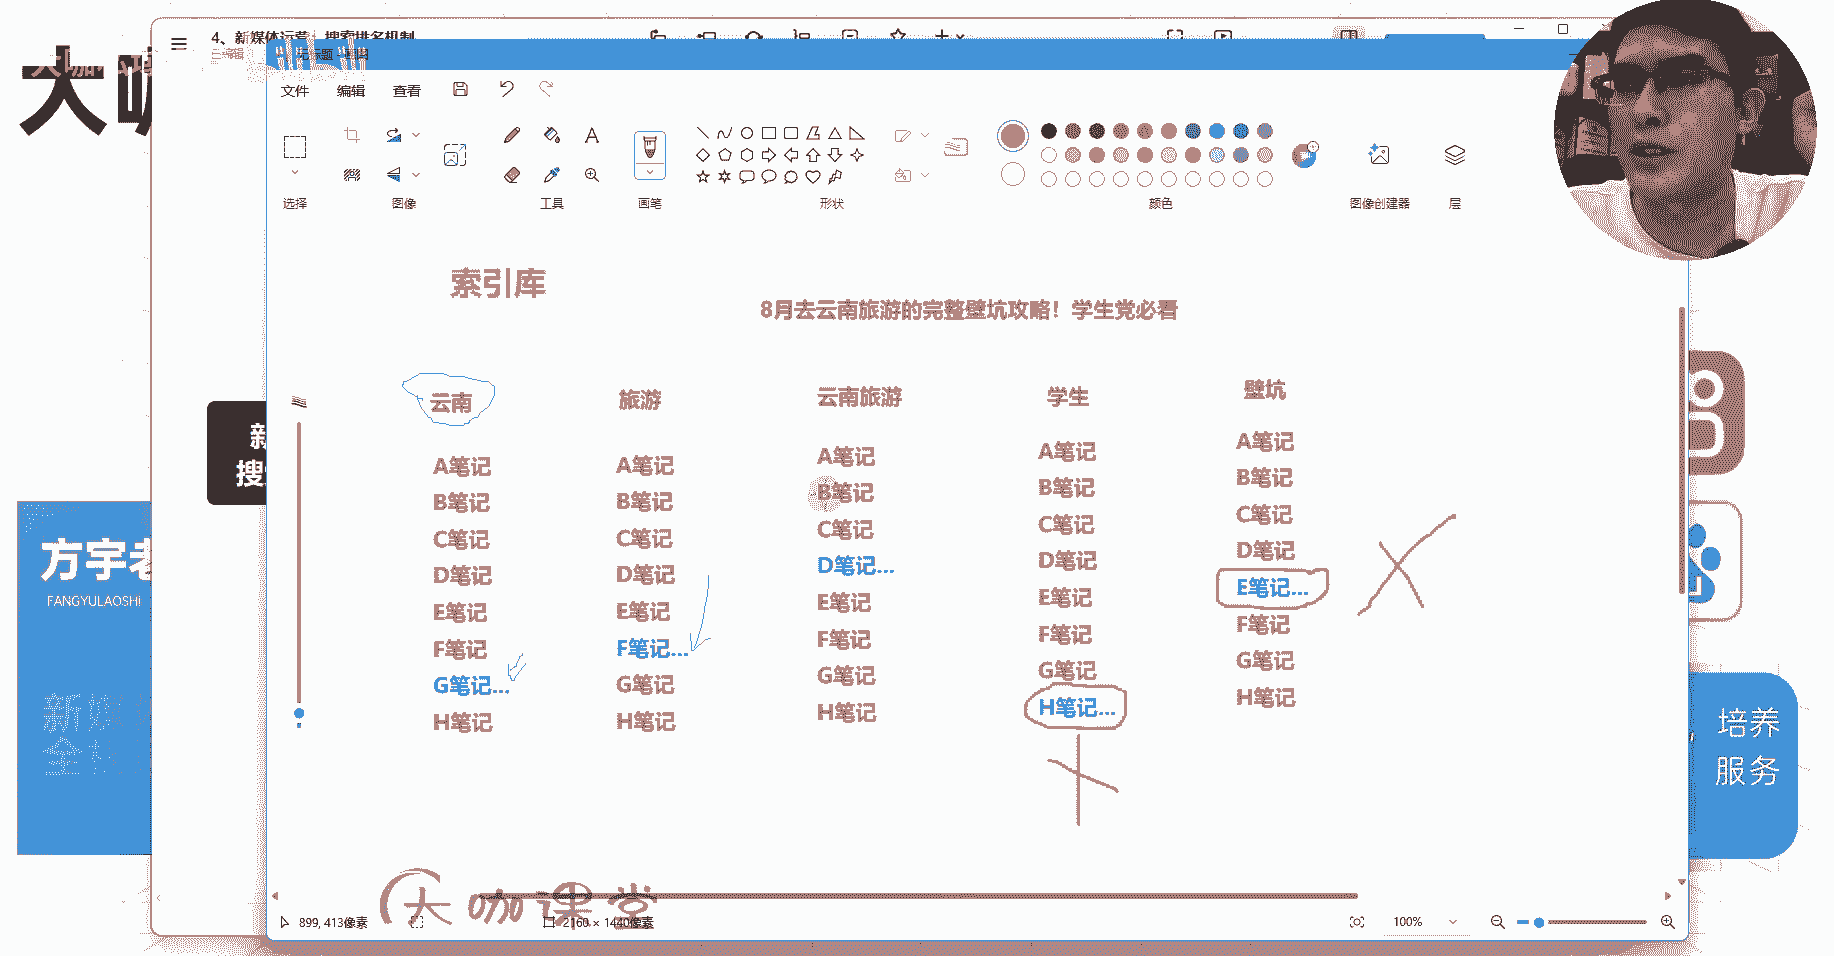 4、新媒体运营：搜索排名机制
已编辑
文件 编辑 查看
选择 图像 工具 画笔 形状 颜色 图像创建器 层
索引库
8月去云南旅游的完整壁坑攻略！学生党必看
云南 旅游 云南旅游 学生 壁坑
A笔记 A笔记 A笔记 A笔记 A笔记
B笔记 B笔记 B笔记 B笔记 B笔记
C笔记 C笔记 C笔记 C笔记 C笔记
D笔记 D笔记 D笔记... D笔记 D笔记
E笔记 E笔记 E笔记 E笔记 E笔记...
F笔记 F笔记... F笔记 F笔记 F笔记
G笔记... G笔记 G笔记 G笔记 G笔记
H笔记 H笔记 H笔记 H笔记... H笔记
大咖
方宇老
FANGYULAOSHI
新媒
全
新
搜
培养
服务
大咖课堂
899, 413像素 2160 × 1440像素 100%